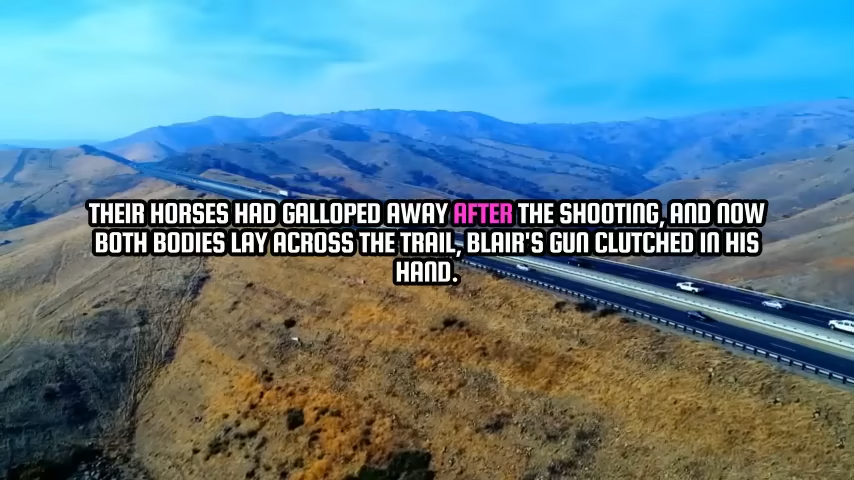 THEIR HORSES HAD GALLOPED AWAY AFTER THE SHOOTING, AND NOW
BOTH BODIES LAY ACROSS THE TRAIL, BLAIR'S GUN CLUTCHED IN HIS
HAND.